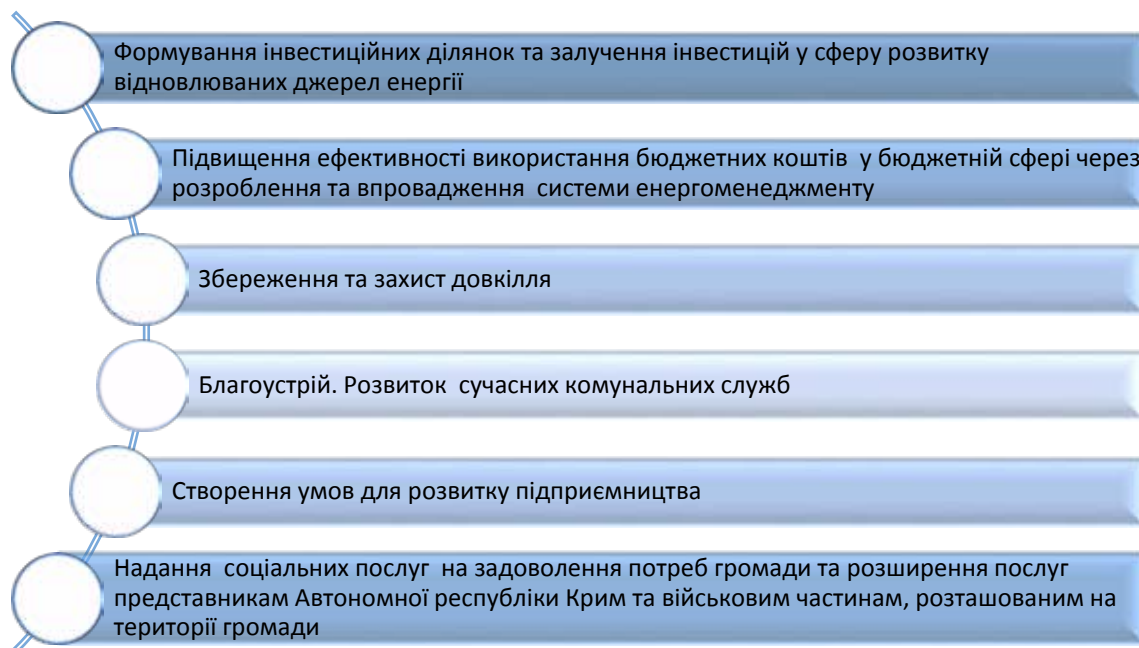 Формування інвестиційних ділянок та залучення інвестицій у сферу розвитку
відновлюваних джерел енергії
Підвищення ефективності використання бюджетних коштів у бюджетній сфері через
розроблення та впровадження системи енергоменеджменту
Збереження та захист довкілля
Благоустрій. Розвиток сучасних комунальних служб
Створення умов для розвитку підприємництва
Надання соціальних послуг на задоволення потреб громади та розширення послуг
представникам Автономної республіки Крим та військовим частинам, розташованим на
території громади